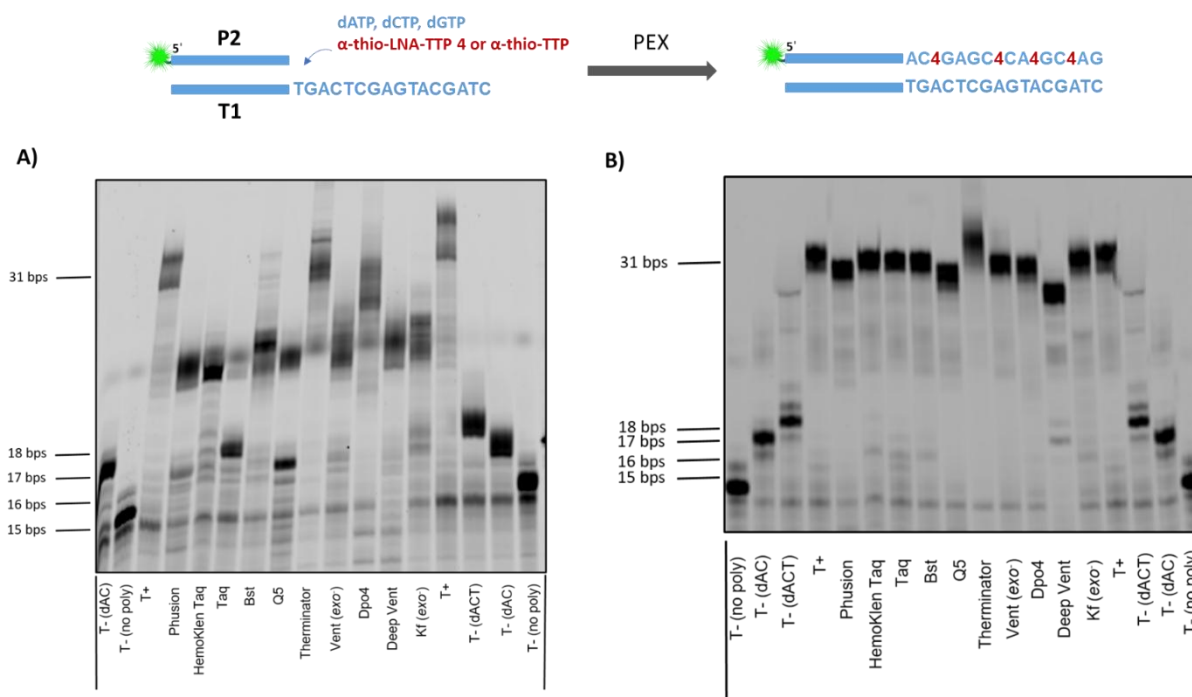 dATP, dCTP, dGTP
α-thio-LNA-TTP 4 or α-thio-TTP
5'
P2
TGACTCGAGTACGATC
T1
PEX
5'
AC4GAGC4CA4GC4AG
TGACTCGAGTACGATC
A)
31 bps
18 bps
17 bps
16 bps
15 bps
T- (dAC)
T- (no poly)
T+
Phusion
HemoKlen Taq
Taq
Bst
Q5
Therminator
Vent (exo-)
Dpo4
Deep Vent
Kf (exo-)
T+
T- (dACT)
T- (dAC)
T- (no poly)
B)
31 bps
18 bps
17 bps
16 bps
15 bps
T- (no poly)
T- (dAC)
T- (dACT)
T+
Phusion
HemoKlen Taq
Taq
Bst
Q5
Therminator
Vent (exo-)
Dpo4
Deep Vent
Kf (exo-)
T+
T- (dACT)
T- (dAC)
T- (no poly)